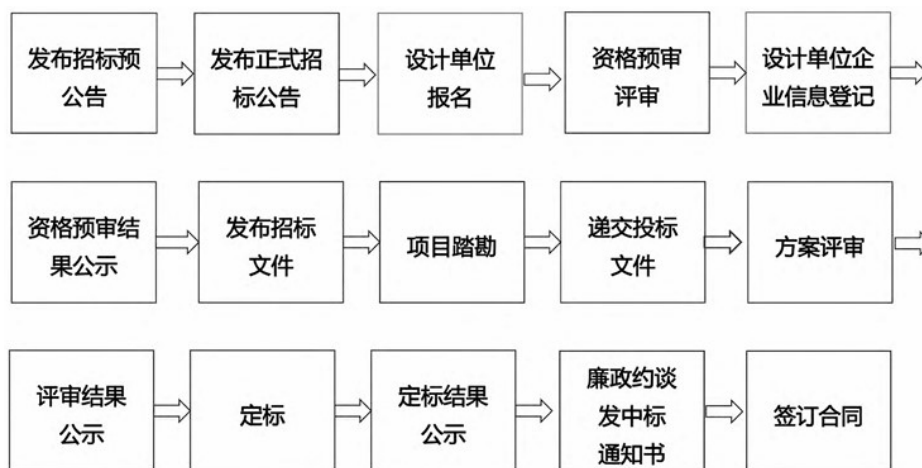 发布招标预
公告
发布正式招
标公告
设计单位
报名
资格预审
评审
设计单位企
业信息登记
资格预审结
果公示
发布招标
文件
项目踏勘
递交投标
文件
方案评审
评审结果
公示
定标
定标结果
公示
廉政约谈
发中标
通知书
签订合同